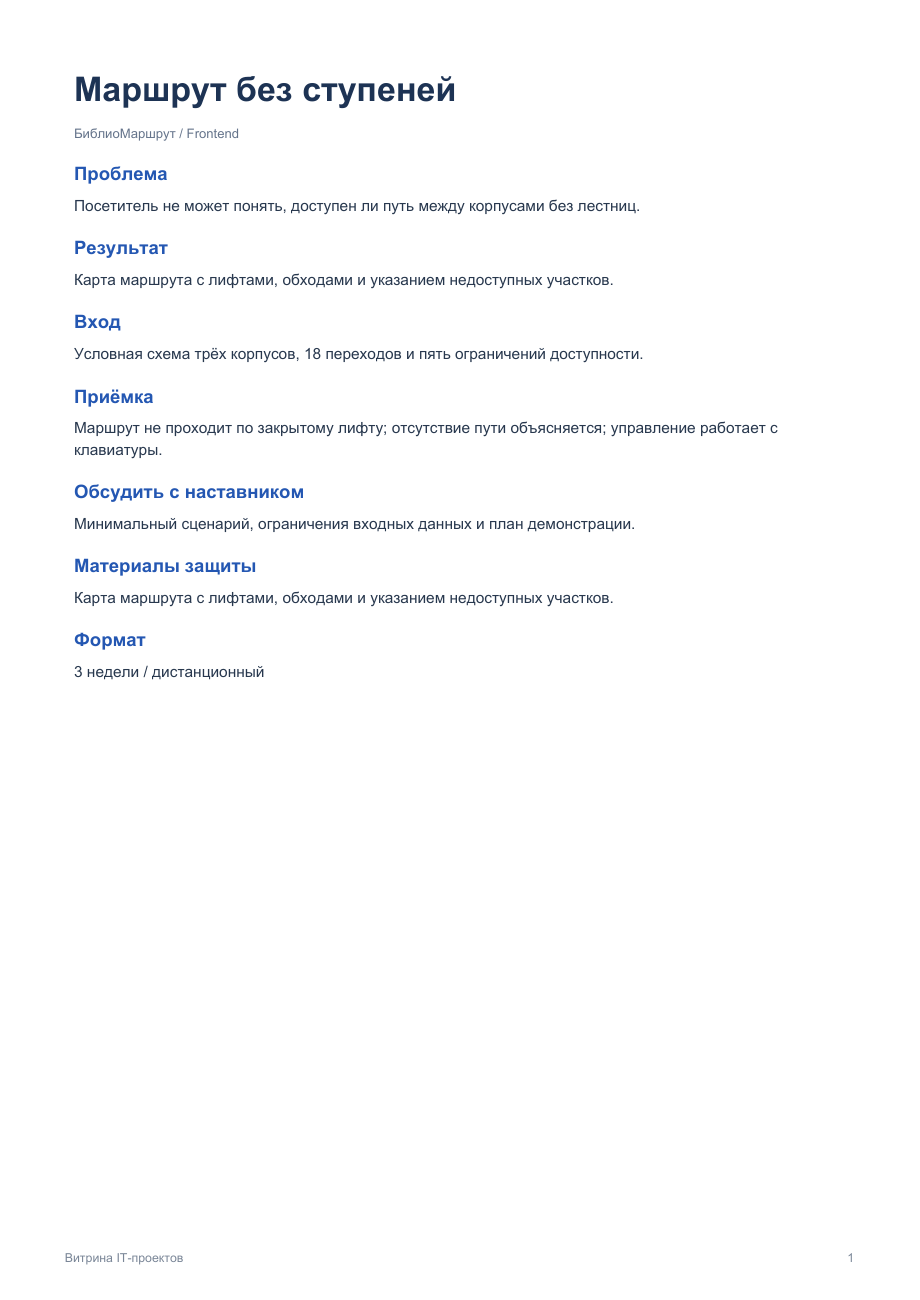 Маршрут без ступеней
БиблиоМаршрут / Frontend
Проблема
Посетитель не может понять, доступен ли путь между корпусами без лестниц.
Результат
Карта маршрута с лифтами, обходами и указанием недоступных участков.
Вход
Условная схема трёх корпусов, 18 переходов и пять ограничений доступности.
Приёмка
Маршрут не проходит по закрытому лифту; отсутствие пути объясняется; управление работает с
клавиатуры.
Обсудить с наставником
Минимальный сценарий, ограничения входных данных и план демонстрации.
Материалы защиты
Карта маршрута с лифтами, обходами и указанием недоступных участков.
Формат
3 недели / дистанционный
Витрина IT-проектов
1